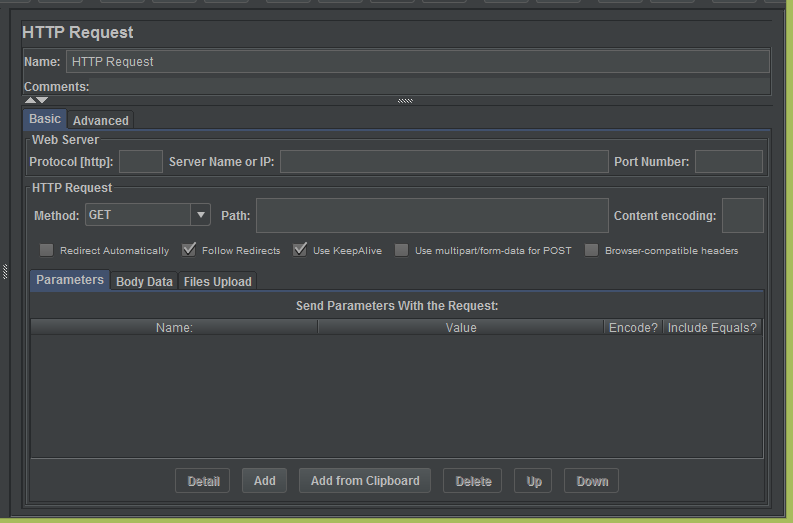 HTTP Request
Name: HTTP Request
Comments:
Basic Advanced
Web Server
Protocol [http]: Server Name or IP: Port Number:
HTTP Request
Method: GET Path: Content encoding:
Redirect Automatically Follow Redirects Use KeepAlive Use multipart/form-data for POST Browser-compatible headers
Parameters Body Data Files Upload
Send Parameters With the Request:
Name: Value Encode? Include Equals?
Detail Add Add from Clipboard Delete Up Down